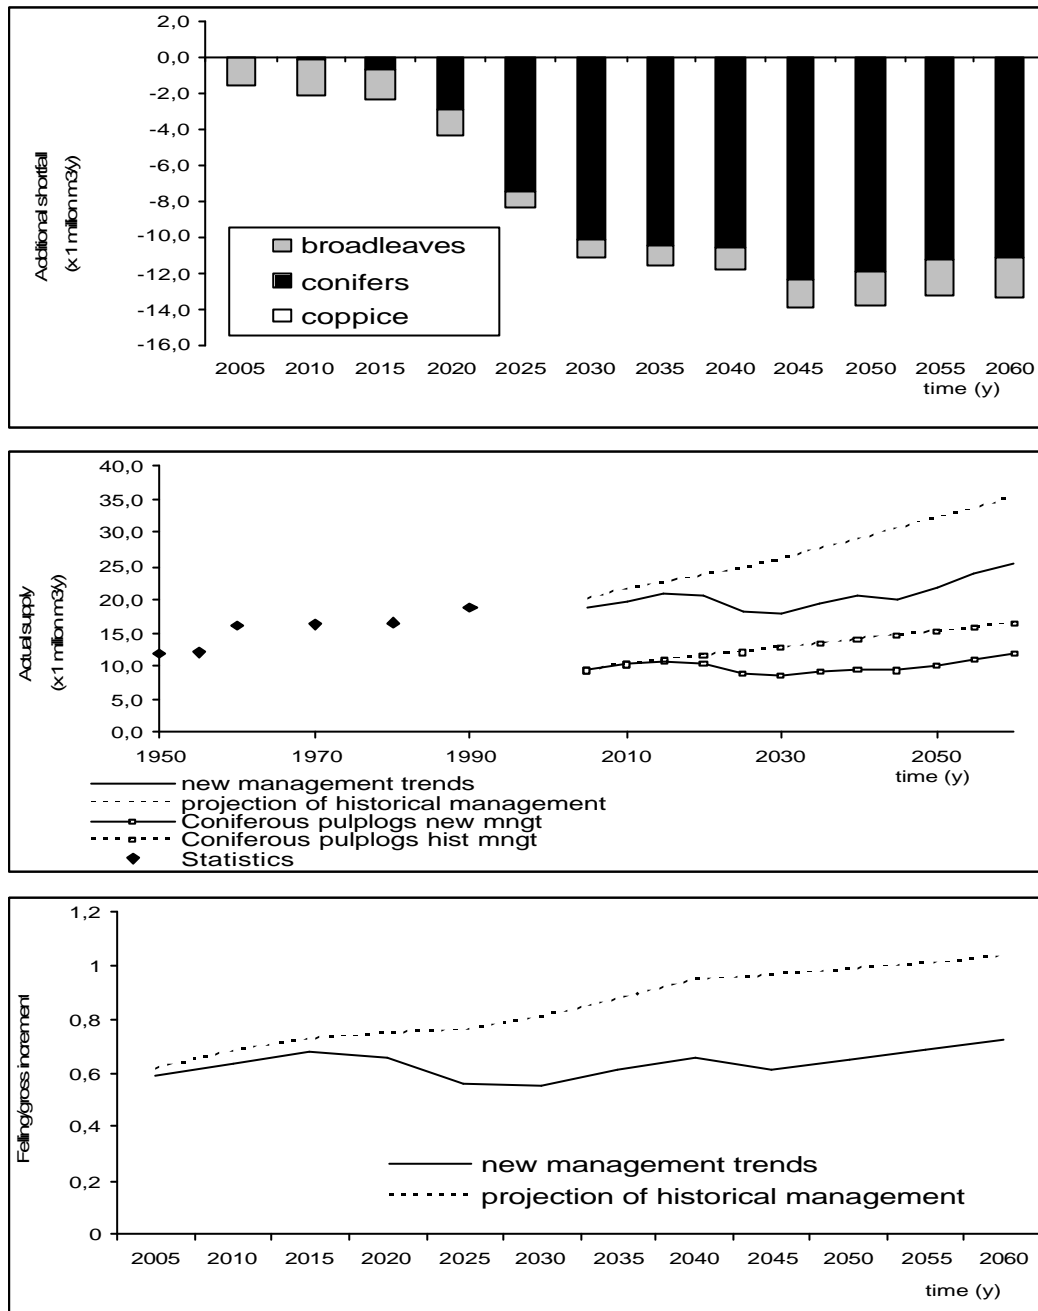 2,0
0,0
-2,0
-4,0
-6,0
-8,0
-10,0
-12,0
-14,0
-16,0
Additional shortfall
(x 1 million m3/y)
broadleaves
conifers
coppice
2005 2010 2015 2020 2025 2030 2035 2040 2045 2050 2055 2060
time (y)
40,0
35,0
30,0
25,0
20,0
15,0
10,0
5,0
0,0
Actual supply
(x 1 million m3/y)
1950 1970 1990 2010 2030 2050
time (y)
new management trends
projection of historical management
Coniferous pulplogs new mngt
Coniferous pulplogs hist mngt
Statistics
1,2
1
0,8
0,6
0,4
0,2
0
Felling/gross increment
new management trends
projection of historical management
2005 2010 2015 2020 2025 2030 2035 2040 2045 2050 2055 2060
time (y)